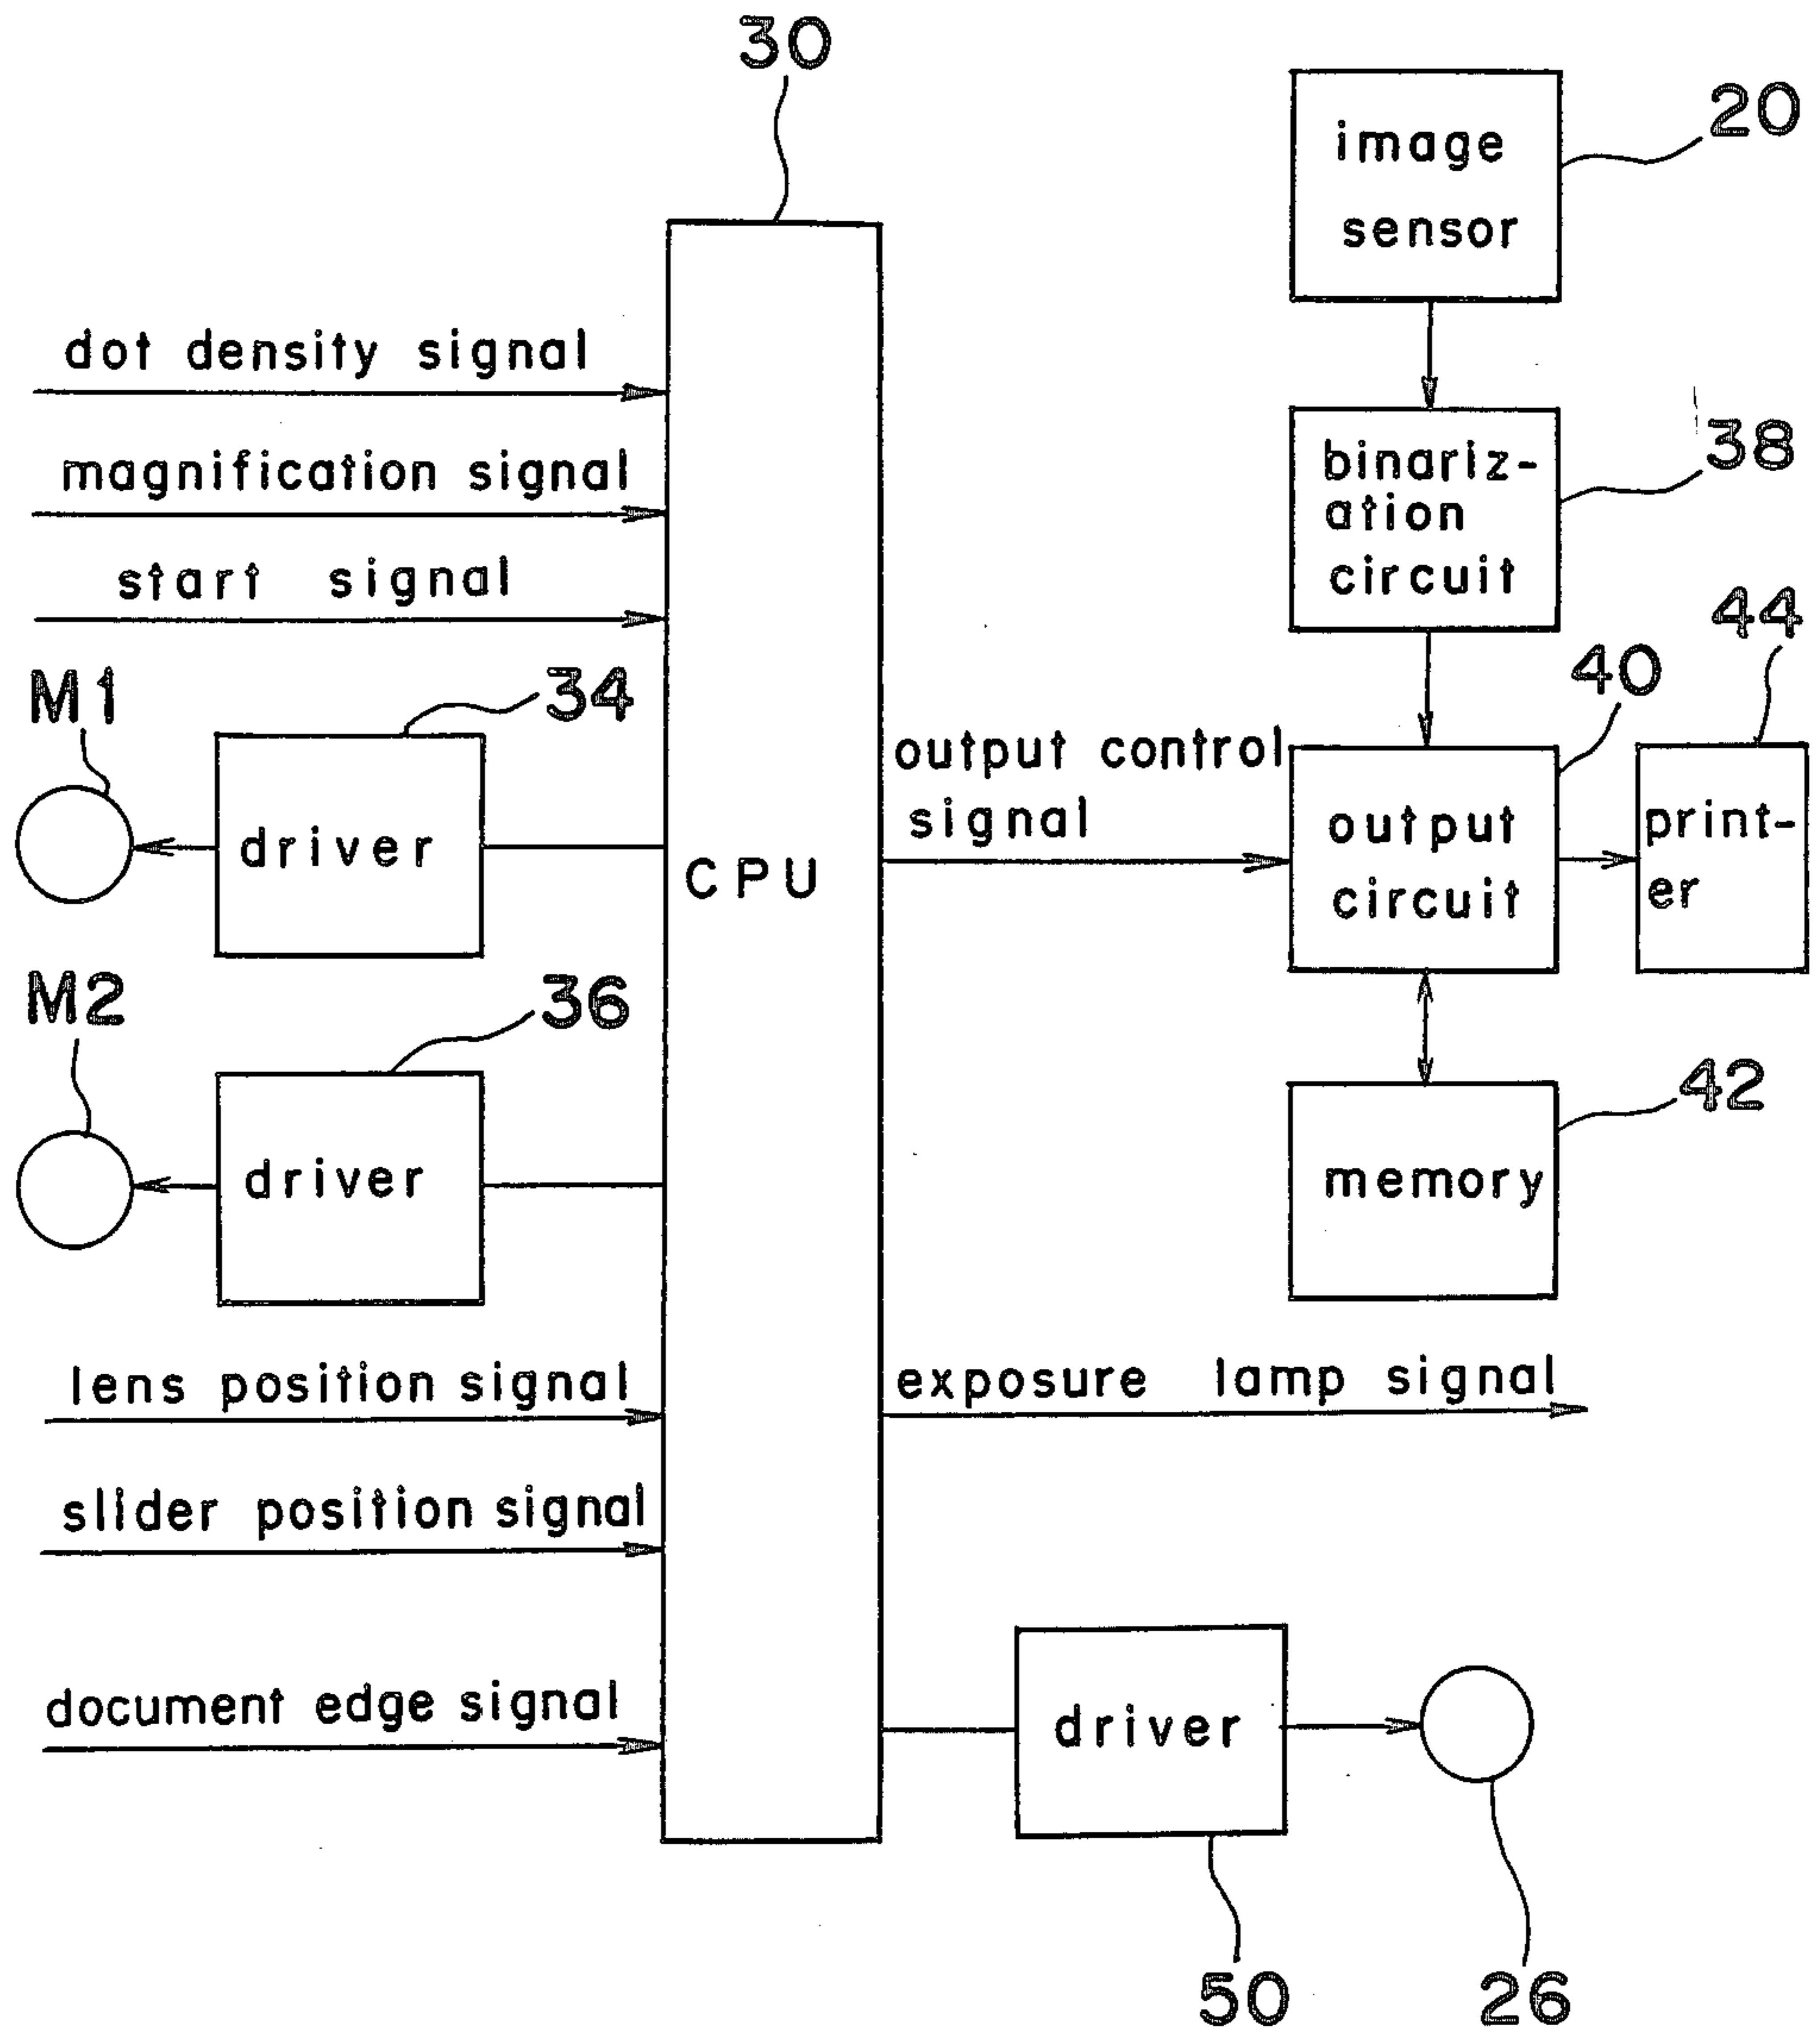 30
20
image
sensor
dot density signal
magnification signal
start signal
38
binariz-
ation
circuit
44
40
M1
34
driver
output control
signal
CPU
output
circuit
print-
er
M2
36
driver
42
memory
lens position signal
exposure lamp signal
slider position signal
document edge signal
driver
50
26